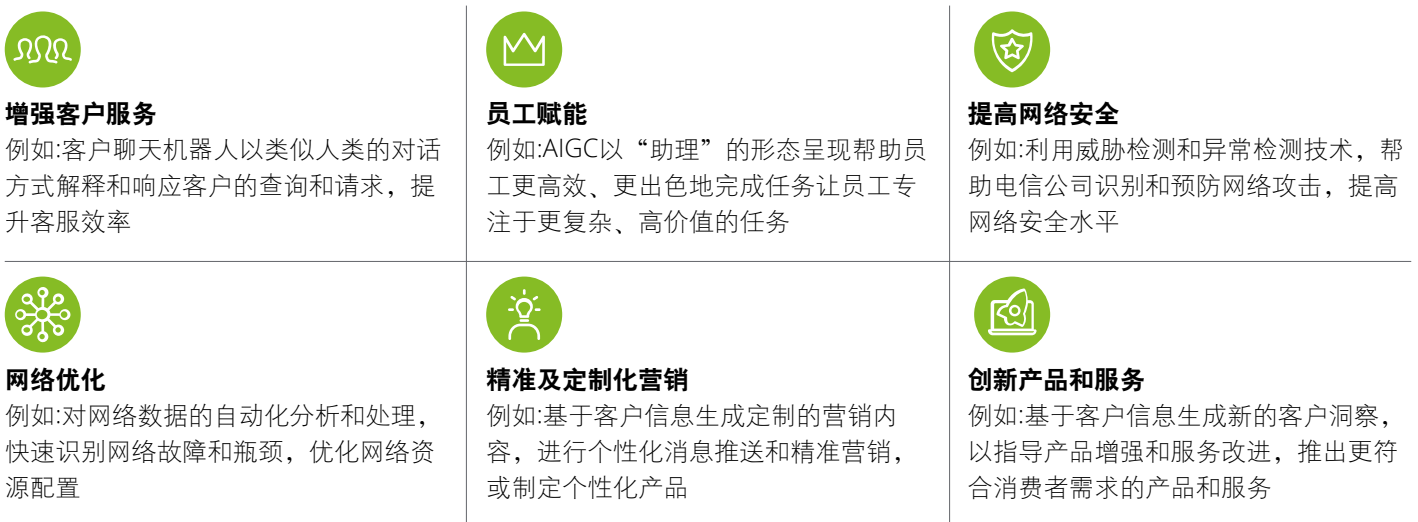 增强客户服务
例如:客户聊天机器人以类似人类的对话
方式解释和响应客户的查询和请求，提
升客服效率
员工赋能
例如:AIGC以“助理”的形态呈现帮助员
工更高效、更出色地完成任务让员工专
注于更复杂、高价值的任务
提高网络安全
例如:利用威胁检测和异常检测技术，帮
助电信公司识别和预防网络攻击，提高
网络安全水平
网络优化
例如:对网络数据的自动化分析和处理，
快速识别网络故障和瓶颈，优化网络资
源配置
精准及定制化营销
例如:基于客户信息生成定制的营销内
容，进行个性化消息推送和精准营销，
或制定个性化产品
创新产品和服务
例如:基于客户信息生成新的客户洞察，
以指导产品增强和服务改进，推出更符
合消费者需求的产品和服务